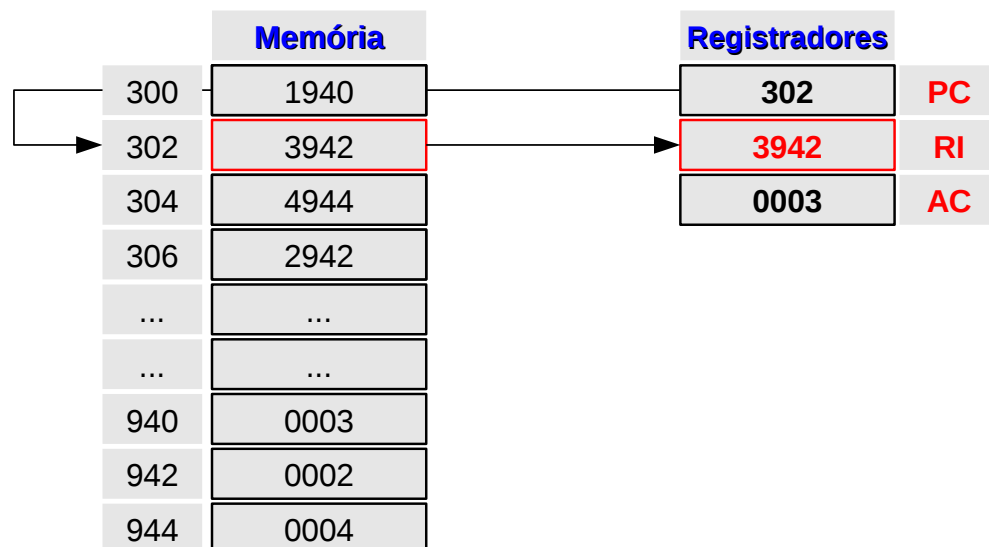 Memória Registradores
300 1940 302 PC
302 3942 3942 RI
304 4944 0003 AC
306 2942
... ...
... ...
940 0003
942 0002
944 0004